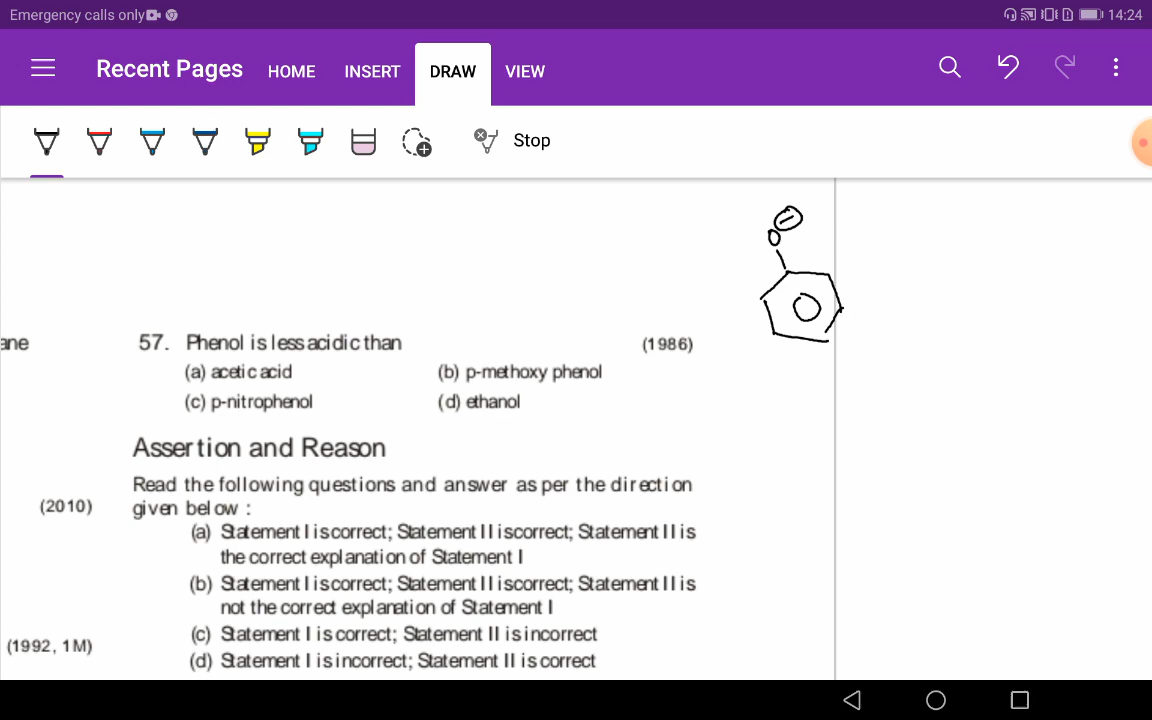 Emergency calls only 14:24
Recent Pages HOME INSERT DRAW VIEW
Stop
O
ane
57. Phenol is less acidic than (1986)
(a) acetic acid (b) p-methoxy phenol
(c) p-nitrophenol (d) ethanol
Assertion and Reason
Read the following questions and answer as per the direction
(2010) given below :
(a) Statement I is correct; Statement II is correct; Statement II is
the correct explanation of Statement I
(b) Statement I is correct; Statement II is correct; Statement II is
not the correct explanation of Statement I
(c) Statement I is correct; Statement II is incorrect
(1992, 1M)
(d) Statement I is incorrect; Statement II is correct